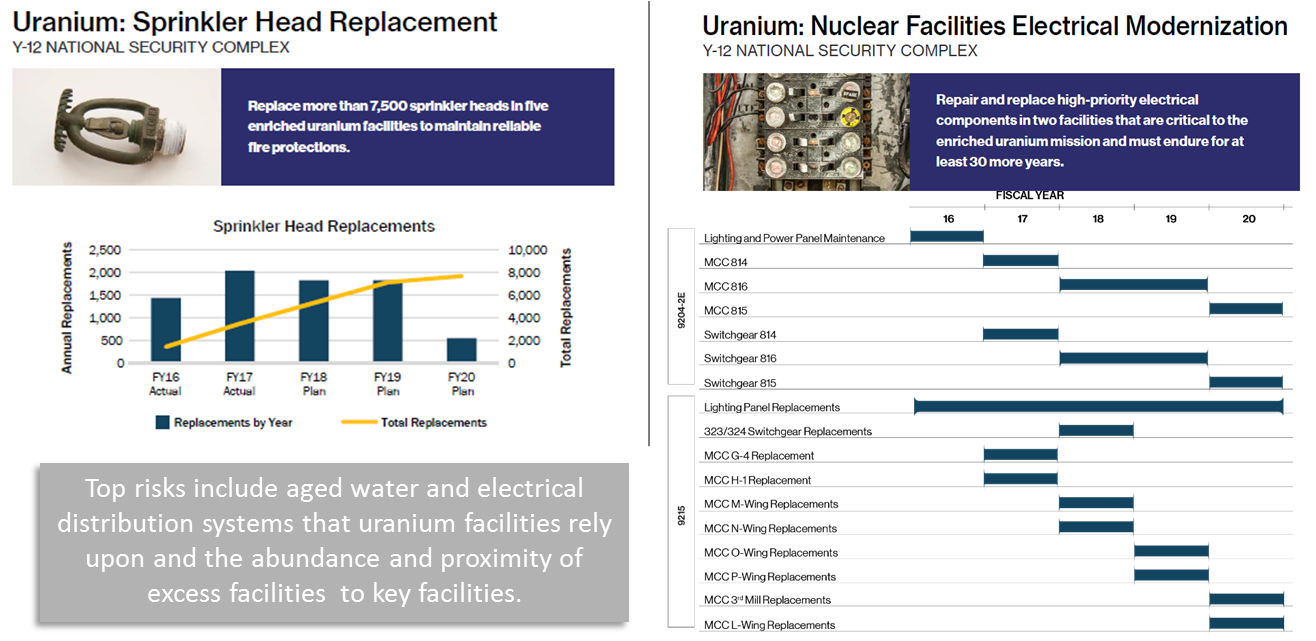 Uranium: Sprinkler Head Replacement
Y-12 NATIONAL SECURITY COMPLEX
Replace more than 7,500 sprinkler heads in five
enriched uranium facilities to maintain reliable
fire protections.
Sprinkler Head Replacements
Annual Replacements
2,500
2,000
1,500
1,000
500
0
10,000
8,000
6,000
4,000
2,000
0
Total Replacements
FY16 Actual
FY17 Actual
FY18 Plan
FY19 Plan
FY20 Plan
Replacements by Year
Total Replacements
Top risks include aged water and electrical
distribution systems that uranium facilities rely
upon and the abundance and proximity of
excess facilities to key facilities.
Uranium: Nuclear Facilities Electrical Modernization
Y-12 NATIONAL SECURITY COMPLEX
SPARE
Repair and replace high-priority electrical
components in two facilities that are critical to the
enriched uranium mission and must endure for at
least 30 more years.
FISCAL YEAR
16 17 18 19 20
9204-2E
Lighting and Power Panel Maintenance
MCC 814
MCC 816
MCC 815
Switchgear 814
Switchgear 816
Switchgear 815
9215
Lighting Panel Replacements
323/324 Switchgear Replacements
MCC G-4 Replacement
MCC H-1 Replacement
MCC M-Wing Replacements
MCC N-Wing Replacements
MCC O-Wing Replacements
MCC P-Wing Replacements
MCC 3rd Mill Replacements
MCC L-Wing Replacements